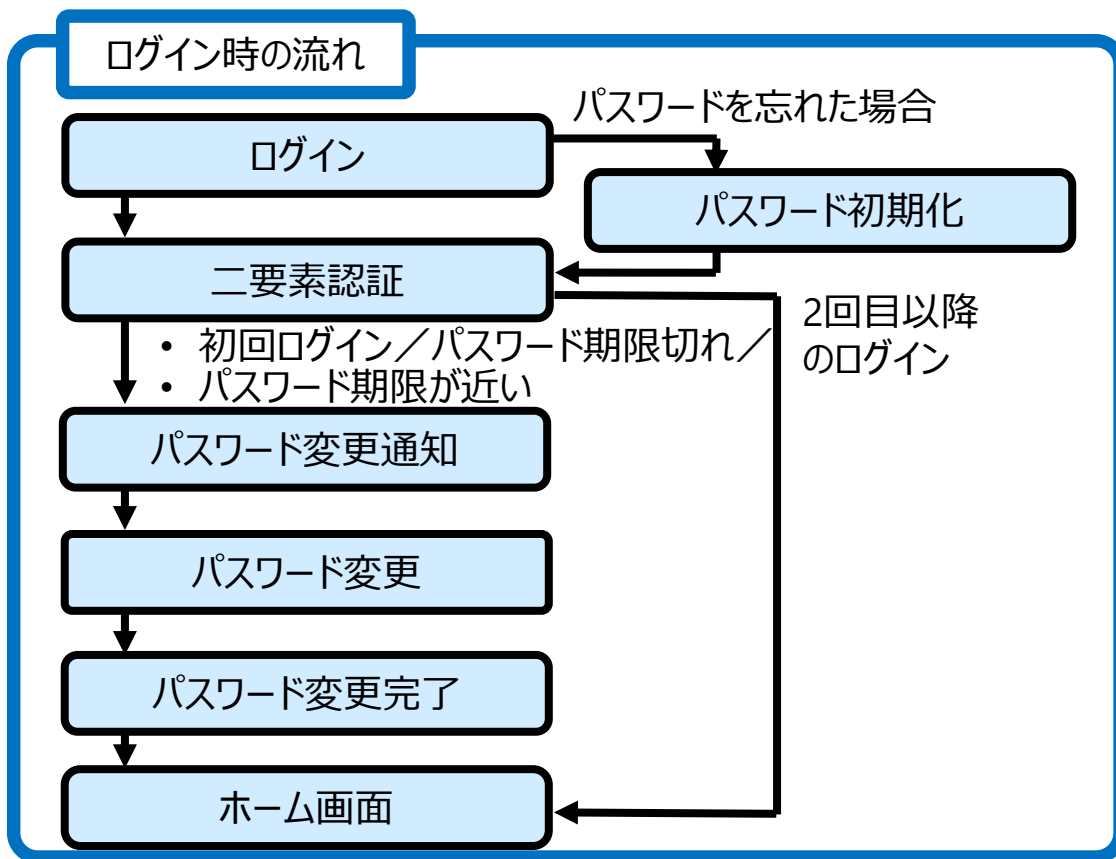 ログイン時の流れ
パスワードを忘れた場合
ログイン
パスワード初期化
二要素認証
2回目以降
のログイン
• 初回ログイン／パスワード期限切れ／
• パスワード期限が近い
パスワード変更通知
パスワード変更
パスワード変更完了
ホーム画面